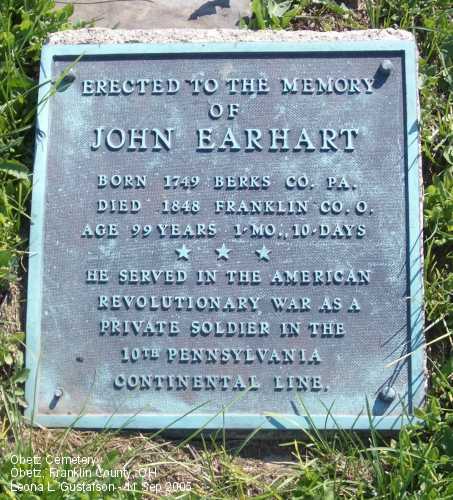 ERECTED TO THE MEMORY
OF
JOHN EARHART
BORN 1749 BERKS CO. PA.
DIED 1848 FRANKLIN CO. O.
AGE 99 YEARS 1-MO., 10-DAYS
HE SERVED IN THE AMERICAN
REVOLUTIONARY WAR AS A
PRIVATE SOLDIER IN THE
10TH PENNSYLVANIA
CONTINENTAL LINE.
Obetz Cemetery
Obetz, Franklin County, OH
Leona L. Gustafson - 11 Sep 2005